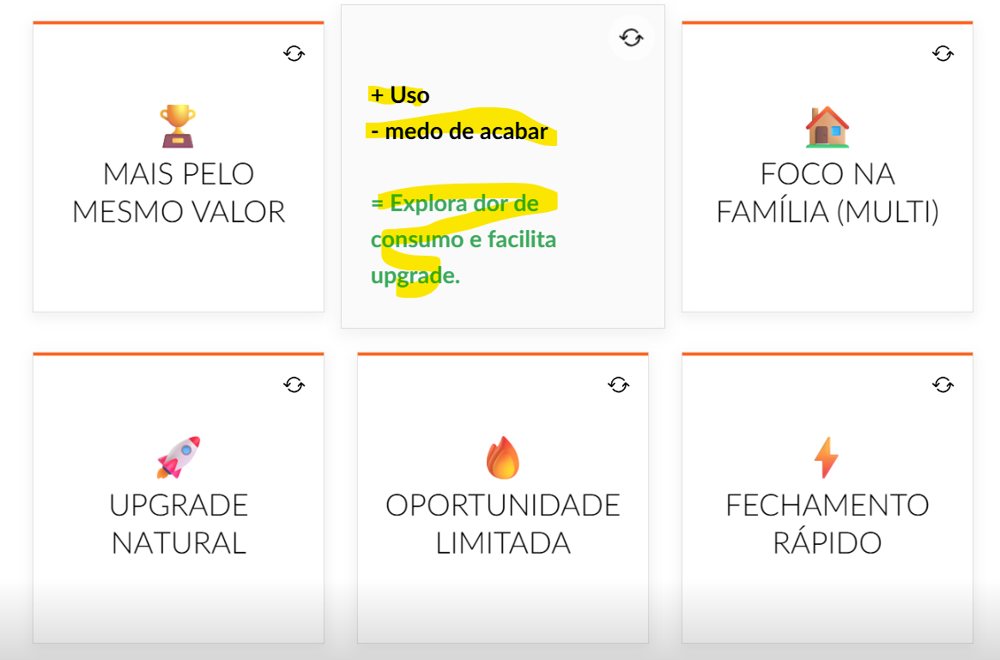 MAIS PELO
MESMO VALOR
+ Uso
- medo de acabar
= Explora dor de
consumo e facilita
upgrade.
FOCO NA
FAMÍLIA (MULTI)
UPGRADE
NATURAL
OPORTUNIDADE
LIMITADA
FECHAMENTO
RÁPIDO